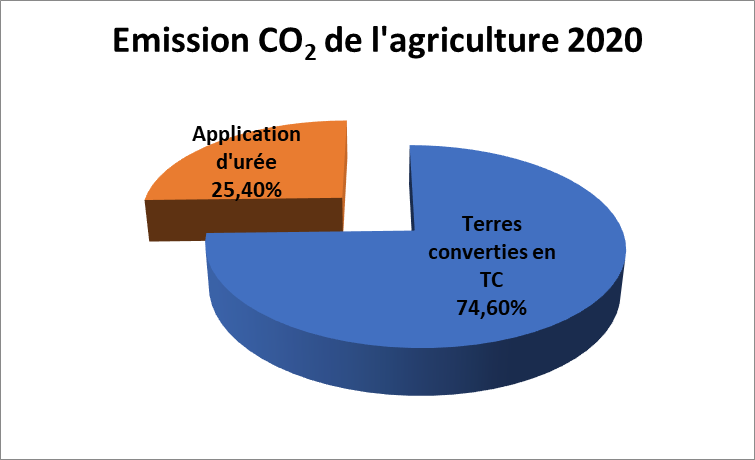 Emission CO₂ de l'agriculture 2020
Application
d'urée
25,40%
Terres
converties en
TC
74,60%